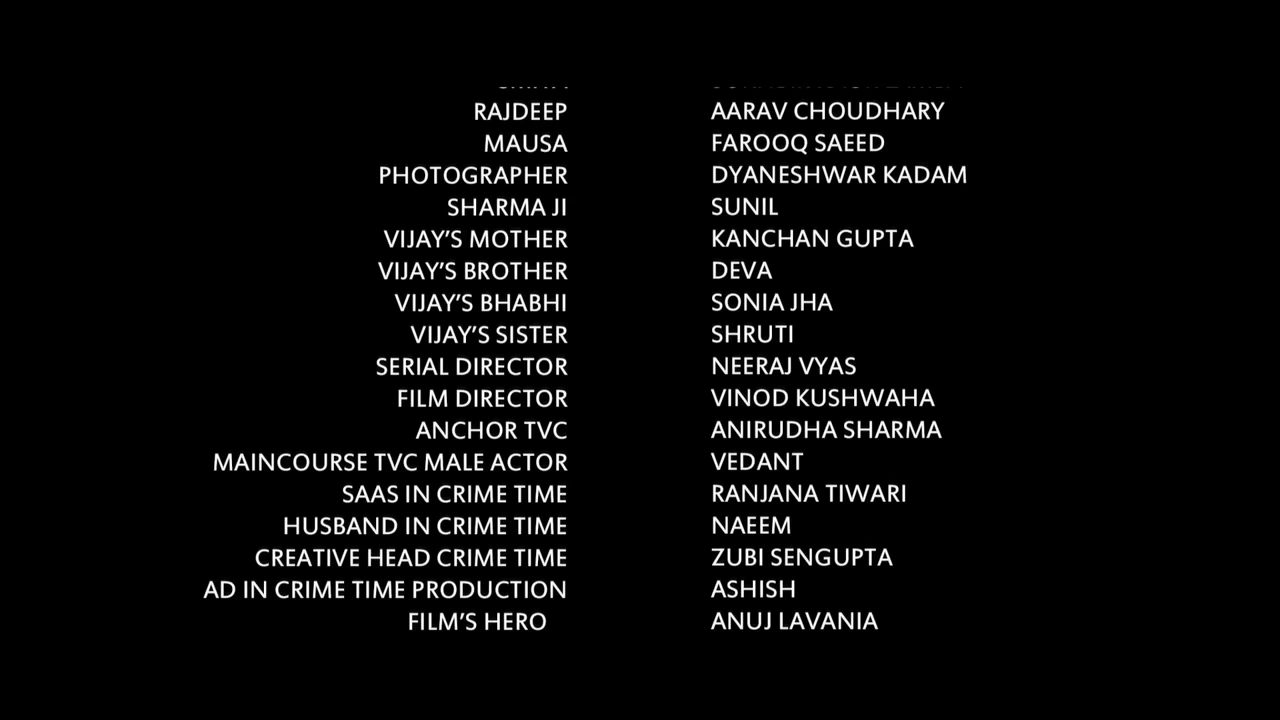 RAJDEEP AARAV CHOUDHARY
MAUSA FAROOQ SAEED
PHOTOGRAPHER DYANESHWAR KADAM
SHARMA JI SUNIL
VIJAY'S MOTHER KANCHAN GUPTA
VIJAY'S BROTHER DEVA
VIJAY'S BHABHI SONIA JHA
VIJAY'S SISTER SHRUTI
SERIAL DIRECTOR NEERAJ VYAS
FILM DIRECTOR VINOD KUSHWAHA
ANCHOR TVC ANIRUDHA SHARMA
MAINCOURSE TVC MALE ACTOR VEDANT
SAAS IN CRIME TIME RANJANA TIWARI
HUSBAND IN CRIME TIME NAEEM
CREATIVE HEAD CRIME TIME ZUBI SENGUPTA
AD IN CRIME TIME PRODUCTION ASHISH
FILM'S HERO ANUJ LAVANIA